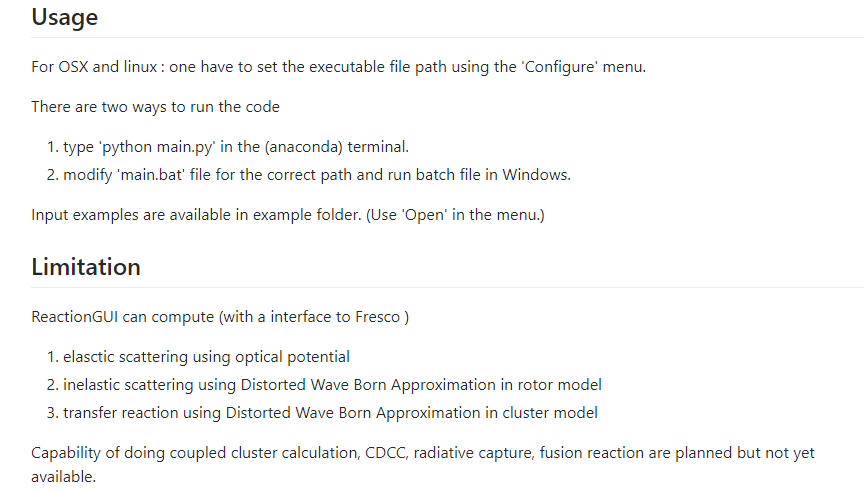 Usage
For OSX and linux : one have to set the executable file path using the 'Configure' menu.
There are two ways to run the code
1. type 'python main.py' in the (anaconda) terminal.
2. modify 'main.bat' file for the correct path and run batch file in Windows.
Input examples are available in example folder. (Use 'Open' in the menu.)
Limitation
ReactionGUI can compute (with a interface to Fresco )
1. elasctic scattering using optical potential
2. inelastic scattering using Distorted Wave Born Approximation in rotor model
3. transfer reaction using Distorted Wave Born Approximation in cluster model
Capability of doing coupled cluster calculation, CDCC, radiative capture, fusion reaction are planned but not yet
available.